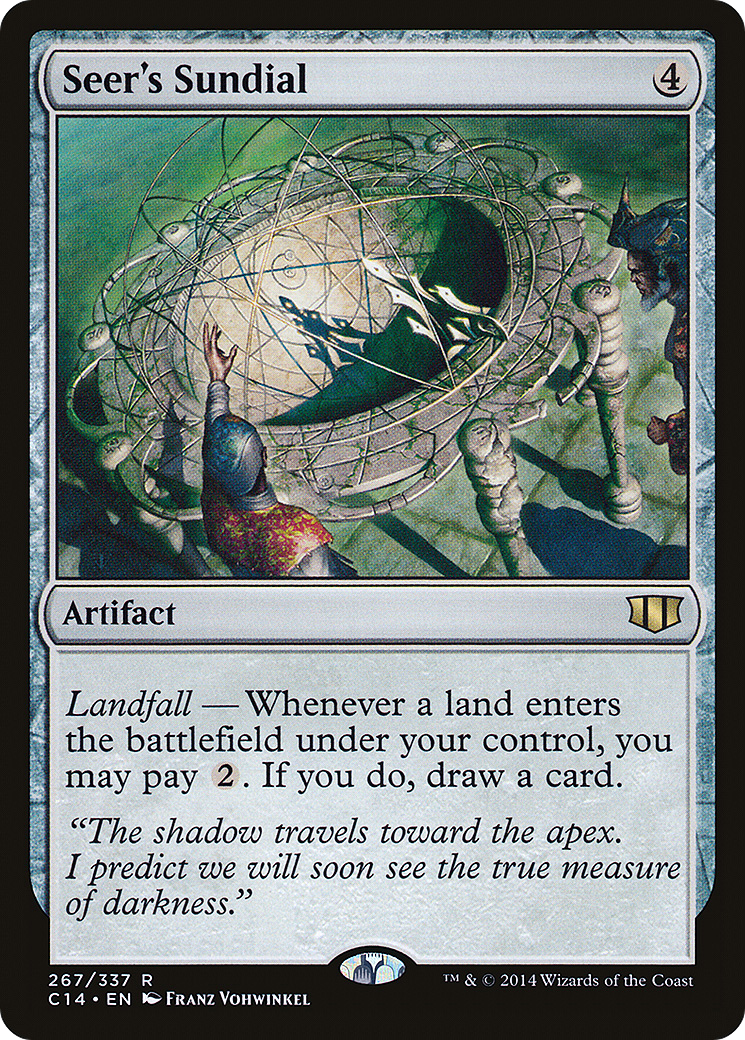 Seer's Sundial 4
Artifact
Landfall — Whenever a land enters
the battlefield under your control, you
may pay 2. If you do, draw a card.
“The shadow travels toward the apex.
I predict we will soon see the true measure
of darkness.”
267/337 R
C14 • EN Franz Vohwinkel
™ & © 2014 Wizards of the Coast